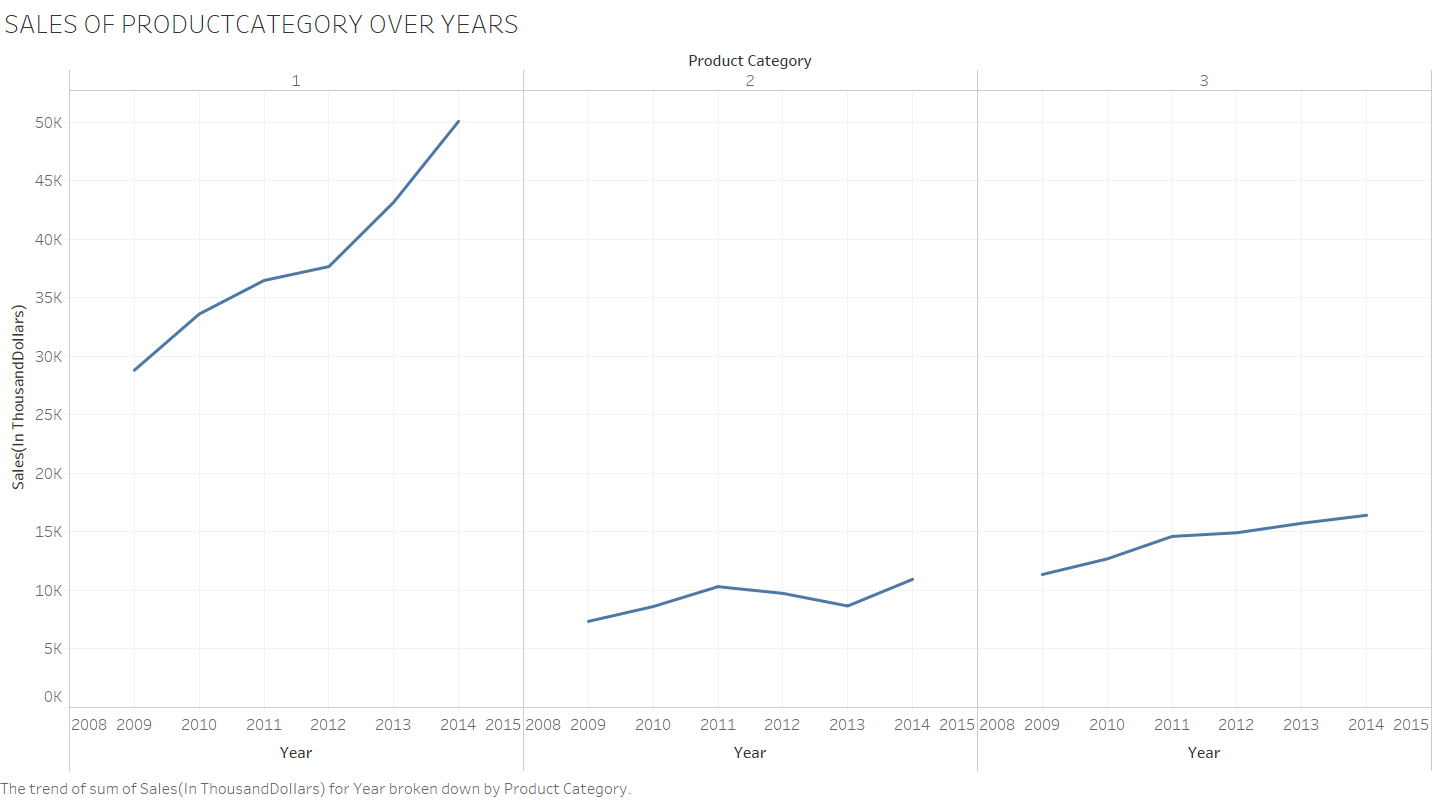 SALES OF PRODUCTCATEGORY OVER YEARS
Product Category
1 2 3
50K
45K
40K
35K
30K
25K
20K
15K
10K
5K
0K
Sales(In ThousandDollars)
2008 2009 2010 2011 2012 2013 2014 2015 2008 2009 2010 2011 2012 2013 2014 2015 2008 2009 2010 2011 2012 2013 2014 2015
Year Year Year
The trend of sum of Sales(In ThousandDollars) for Year broken down by Product Category.